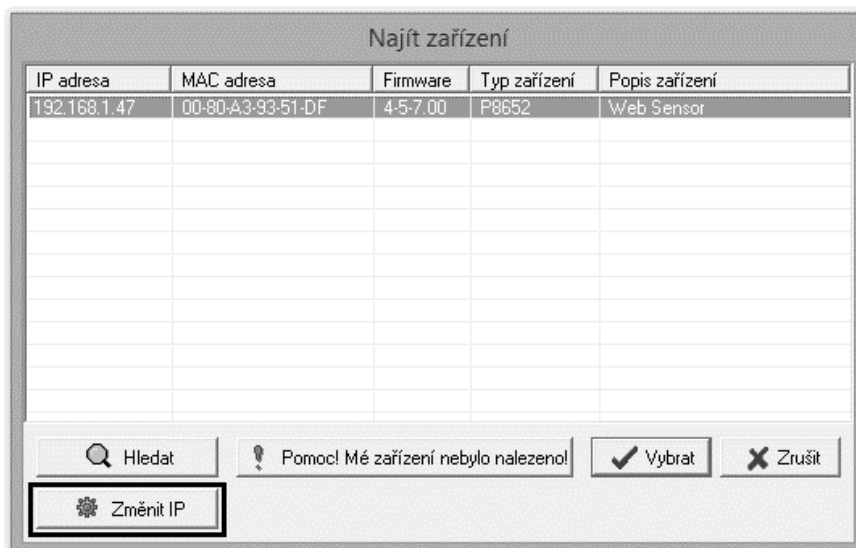 Najít zařízení
IP adresa MAC adresa Firmware Typ zařízení Popis zařízení
192.168.1.47 00-80-A3-93-51-DF 4-5-7.00 P8652 Web Sensor
Hledat Pomoc! Mé zařízení nebylo nalezeno! Vybrat Zrušit
Změnit IP